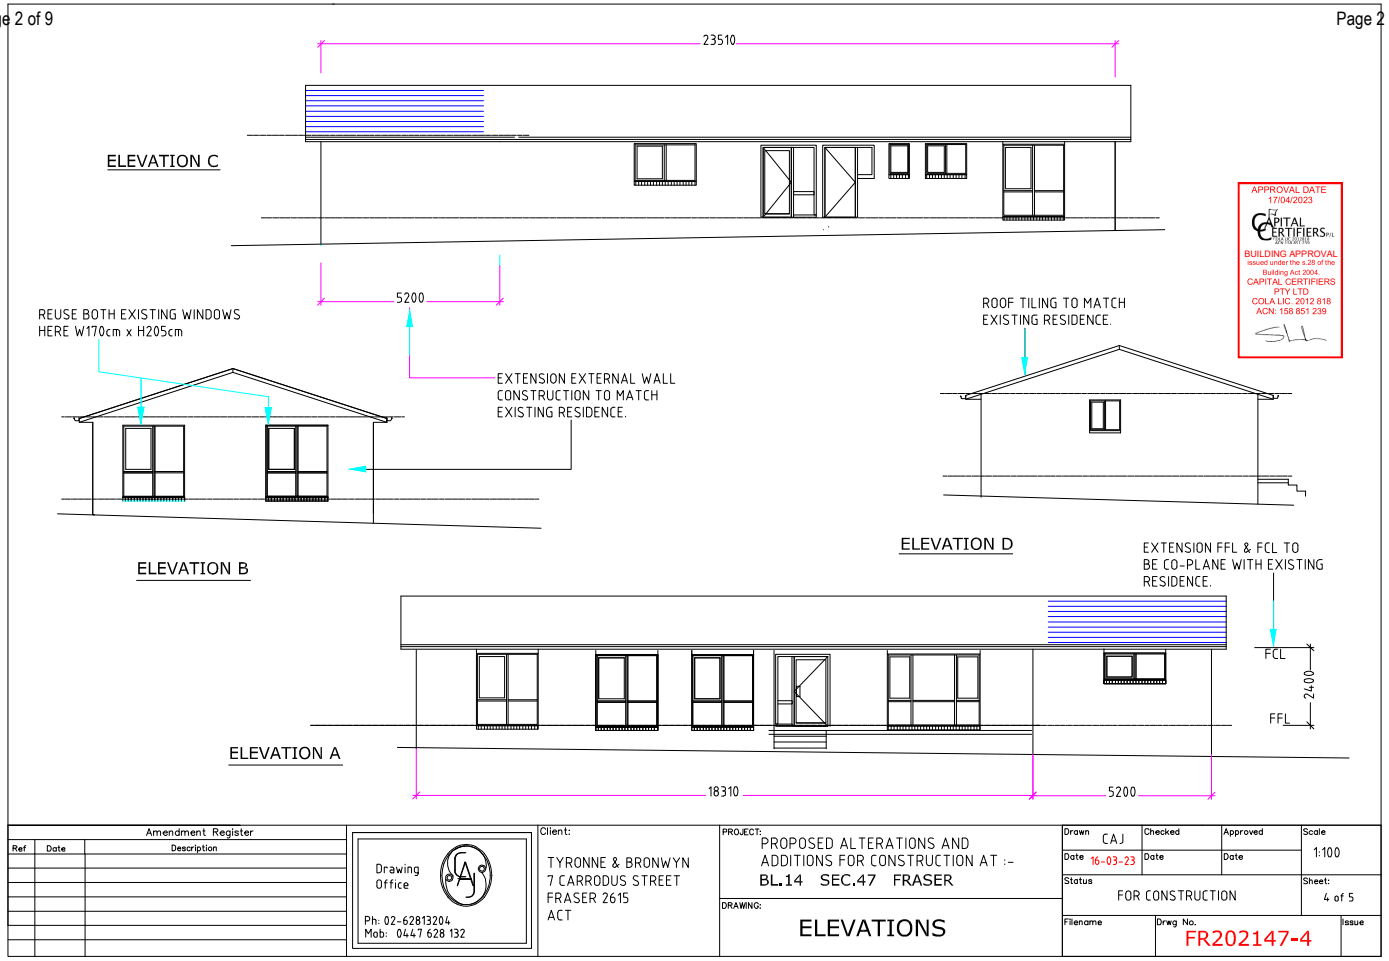 e 2 of 9
Page 2
23510
ELEVATION C
APPROVAL DATE
17/04/2023
CAPITAL
CERTIFIERS P/L
BUILDING APPROVAL
issued under the s.28 of the
Building Act 2004.
CAPITAL CERTIFIERS
PTY LTD
COLA LIC. 2012 818
ACN: 158 851 239
5200
REUSE BOTH EXISTING WINDOWS
HERE W170cm x H205cm
ROOF TILING TO MATCH
EXISTING RESIDENCE.
EXTENSION EXTERNAL WALL
CONSTRUCTION TO MATCH
EXISTING RESIDENCE.
ELEVATION B
ELEVATION D
EXTENSION FFL & FCL TO
BE CO-PLANE WITH EXISTING
RESIDENCE.
FCL
2400
FFL
ELEVATION A
18310
5200
Amendment Register
Ref Date Description
Drawing
Office
CAJ
Ph: 02-62813204
Mob: 0447 628 132
Client:
TYRONNE & BRONWYN
7 CARRODUS STREET
FRASER 2615
ACT
PROJECT:
PROPOSED ALTERATIONS AND
ADDITIONS FOR CONSTRUCTION AT :-
BL.14 SEC.47 FRASER
DRAWING:
ELEVATIONS
Drawn CAJ Checked Approved Scale
1:100
Date 16-03-23 Date Date
Status
FOR CONSTRUCTION
Sheet:
4 of 5
Filename Drwg No. Issue
FR202147-4